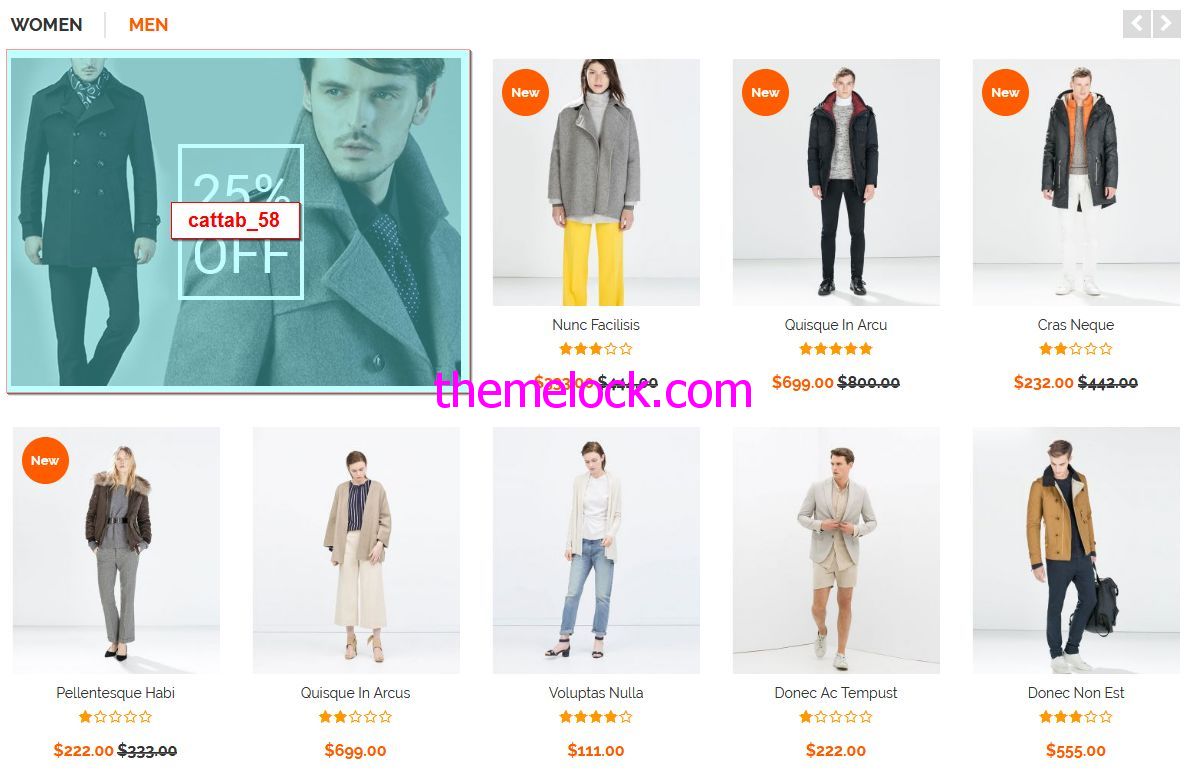 WOMEN MEN
25%
cattab_58
OFF
New New New
Nunc Facilisis Quisque In Arcu Cras Neque
$699.00 $800.00 $232.00 $442.00
themelock.com
New
Pellentesque Habi Quisque In Arcus Voluptas Nulla Donec Ac Tempust Donec Non Est
$222.00 $333.00 $699.00 $111.00 $222.00 $555.00